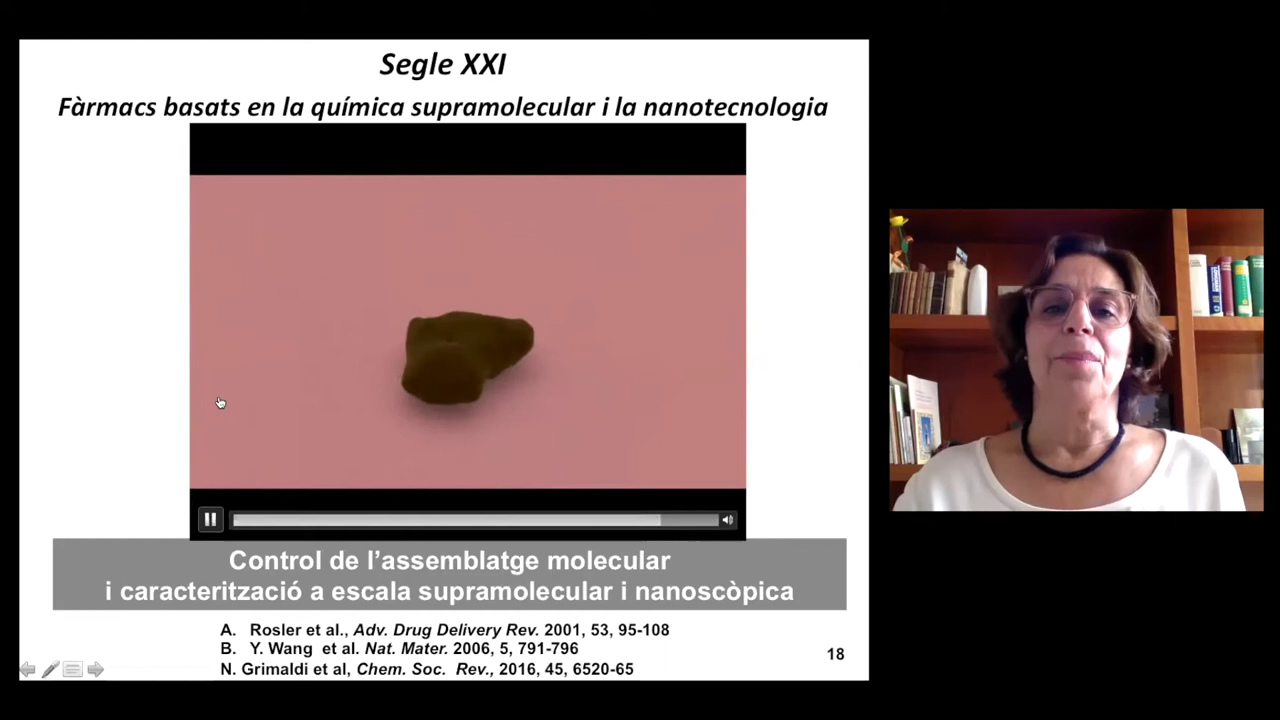 Segle XXI
Fàrmacs basats en la química supramolecular i la nanotecnologia
Control de l’assemblatge molecular
i caracterització a escala supramolecular i nanoscòpica
A. Rosler et al., Adv. Drug Delivery Rev. 2001, 53, 95-108
B. Y. Wang et al. Nat. Mater. 2006, 5, 791-796
N. Grimaldi et al, Chem. Soc. Rev., 2016, 45, 6520-65
18